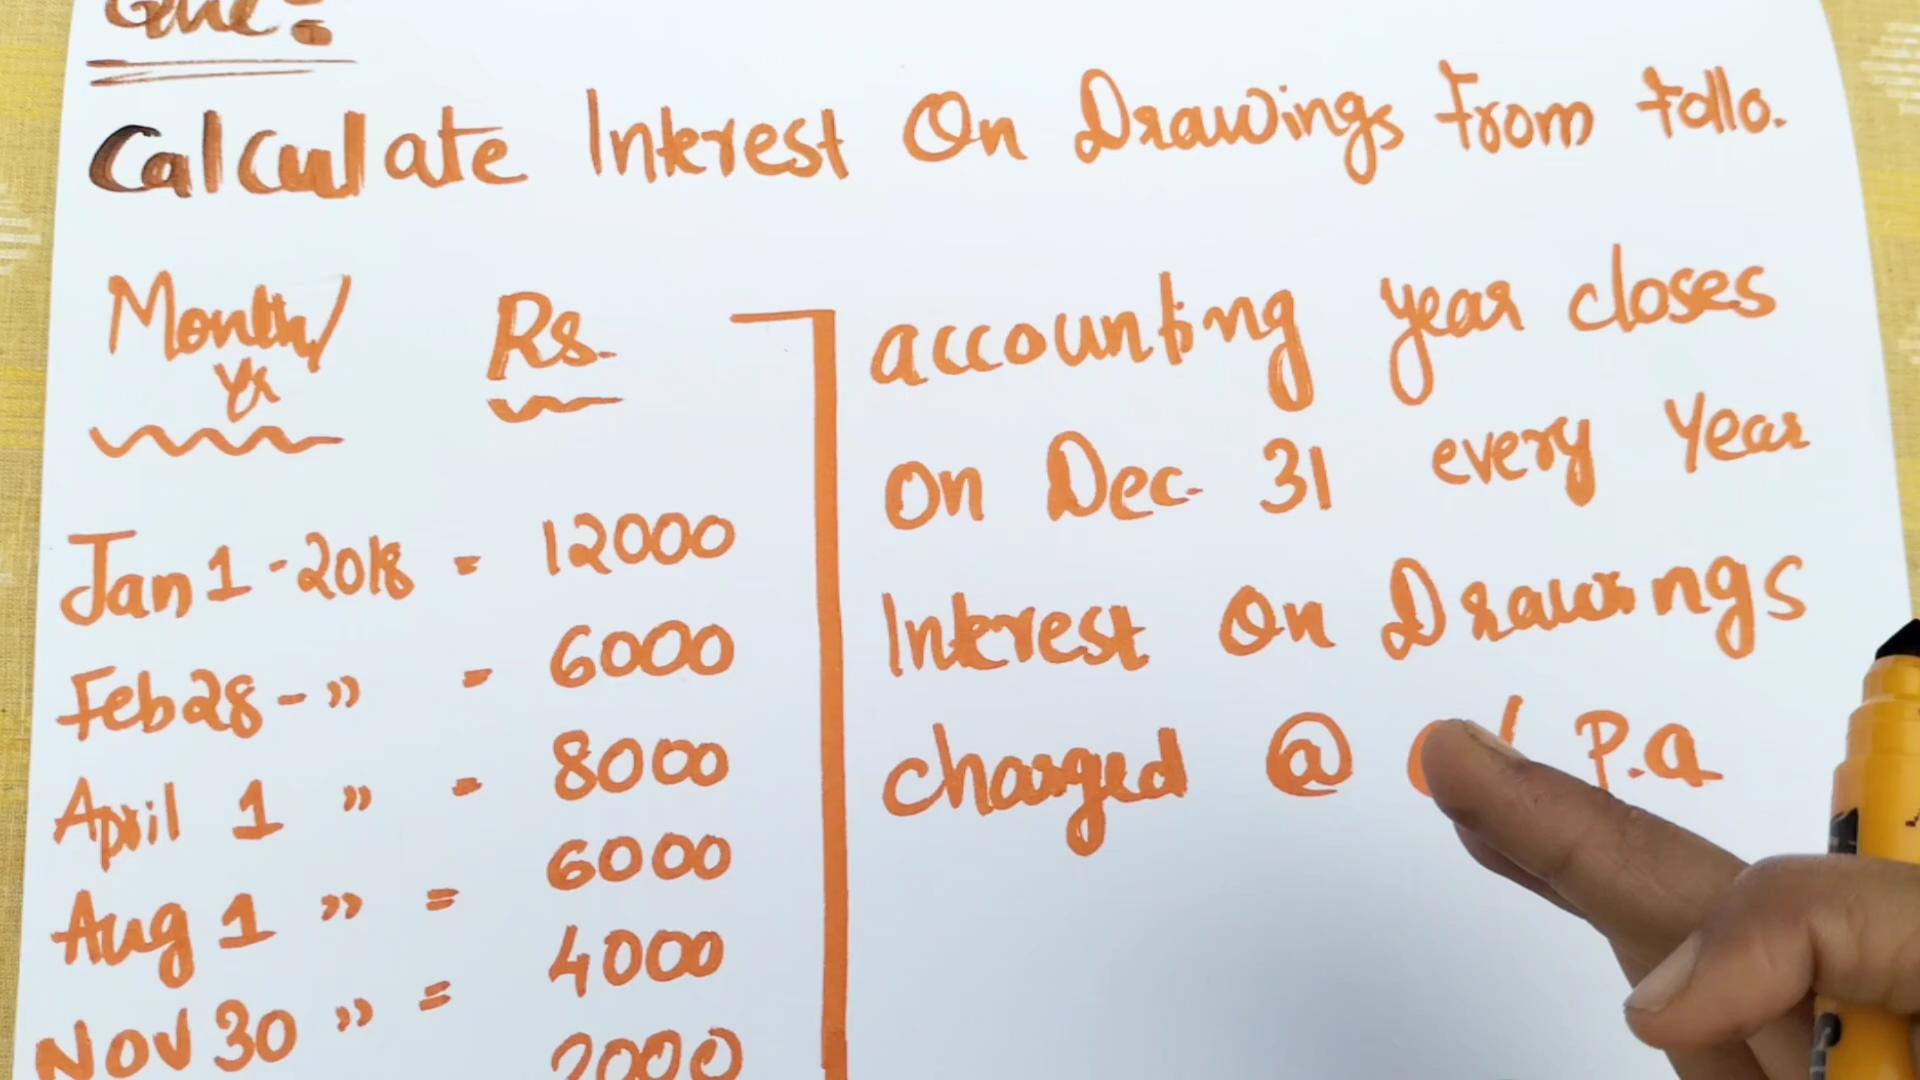 Calculate Interest On Drawings From follo.
Month/ Rs.
Yr
Jan 1 - 2018 = 12000
Feb 28 - " = 6000
April 1 " = 8000
6000
Aug 1 " =
4000
Nov 30 " =
2000
accounting year closes
on Dec. 31 every Year
Interest On Drawings
charged @ P.a